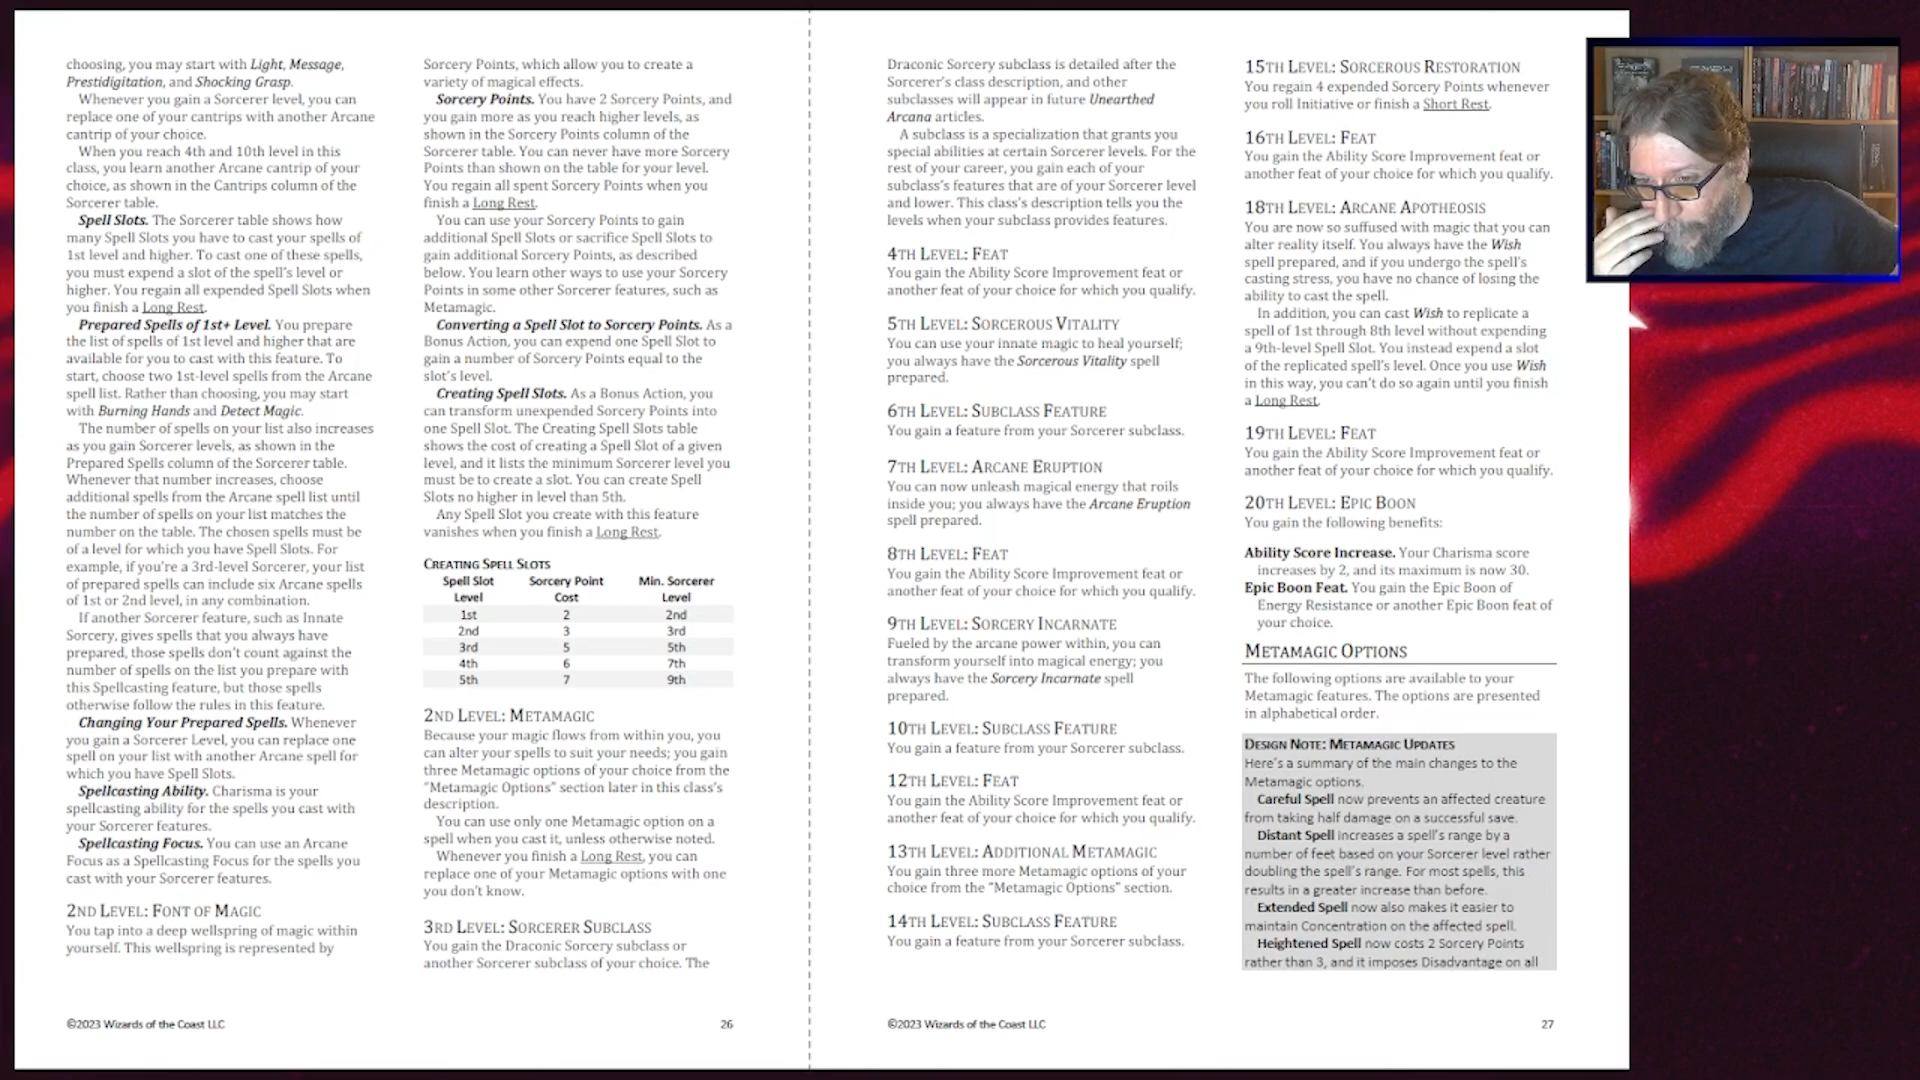 choosing, you may start with Light, Message,
Prestidigitation, and Shocking Grasp.
Whenever you gain a Sorcerer level, you can
replace one of your cantrips with another Arcane
cantrip of your choice.
When you reach 4th and 10th level in this
class, you learn another Arcane cantrip of your
choice, as shown in the Cantrips column of the
Sorcerer table.
Spell Slots. The Sorcerer table shows how
many Spell Slots you have to cast your spells of
1st level and higher. To cast one of these spells,
you must expend a slot of the spell's level or
higher. You regain all expended Spell Slots when
you finish a Long Rest.
Prepared Spells of 1st+ Level. You prepare
the list of spells of 1st level and higher that are
available for you to cast with this feature. To
start, choose two 1st-level spells from the Arcane
spell list. Rather than choosing, you may start
with Burning Hands and Detect Magic.
The number of spells on your list also increases
as you gain Sorcerer levels, as shown in the
Prepared Spells column of the Sorcerer table.
Whenever that number increases, choose
additional spells from the Arcane spell list until
the number of spells on your list matches the
number on the table. The chosen spells must be
of a level for which you have Spell Slots. For
example, if you're a 3rd-level Sorcerer, your list
of prepared spells can include six Arcane spells
of 1st or 2nd level, in any combination.
If another Sorcerer feature, such as Innate
Sorcery, gives spells that you always have
prepared, those spells don't count against the
number of spells on the list you prepare with
this Spellcasting feature, but those spells
otherwise follow the rules in this feature.
Changing Your Prepared Spells. Whenever
you gain a Sorcerer Level, you can replace one
spell on your list with another Arcane spell for
which you have Spell Slots.
Spellcasting Ability. Charisma is your
spellcasting ability for the spells you cast with
your Sorcerer features.
Spellcasting Focus. You can use an Arcane
Focus as a Spellcasting Focus for the spells you
cast with your Sorcerer features.
2ND LEVEL: FONT OF MAGIC
You tap into a deep wellspring of magic within
yourself. This wellspring is represented by
Sorcery Points, which allow you to create a
variety of magical effects.
Sorcery Points. You have 2 Sorcery Points, and
you gain more as you reach higher levels, as
shown in the Sorcery Points column of the
Sorcerer table. You can never have more Sorcery
Points than shown on the table for your level.
You regain all spent Sorcery Points when you
finish a Long Rest.
You can use your Sorcery Points to gain
additional Spell Slots or sacrifice Spell Slots to
gain additional Sorcery Points, as described
below. You learn other ways to use your Sorcery
Points in some other Sorcerer features, such as
Metamagic.
Converting a Spell Slot to Sorcery Points. As a
Bonus Action, you can expend one Spell Slot to
gain a number of Sorcery Points equal to the
slot's level.
Creating Spell Slots. As a Bonus Action, you
can transform unexpended Sorcery Points into
one Spell Slot. The Creating Spell Slots table
shows the cost of creating a Spell Slot of a given
level, and it lists the minimum Sorcerer level you
must be to create a slot. You can create Spell
Slots no higher in level than 5th.
Any Spell Slot you create with this feature
vanishes when you finish a Long Rest.
CREATING SPELL SLOTS
Spell Slot Level Sorcery Point Cost Min. Sorcerer Level
1st 2 2nd
2nd 3 3rd
3rd 5 5th
4th 6 7th
5th 7 9th
2ND LEVEL: METAMAGIC
Because your magic flows from within you, you
can alter your spells to suit your needs; you gain
three Metamagic options of your choice from the
"Metamagic Options" section later in this class's
description.
You can use only one Metamagic option on a
spell when you cast it, unless otherwise noted.
Whenever you finish a Long Rest, you can
replace one of your Metamagic options with one
you don't know.
3RD LEVEL: SORCERER SUBCLASS
You gain the Draconic Sorcery subclass or
another Sorcerer subclass of your choice. The
©2023 Wizards of the Coast LLC 26
Draconic Sorcery subclass is detailed after the
Sorcerer's class description, and other
subclasses will appear in future Unearthed
Arcana articles.
A subclass is a specialization that grants you
special abilities at certain Sorcerer levels. For the
rest of your career, you gain each of your
subclass's features that are of your Sorcerer level
and lower. This class's description tells you the
levels when your subclass provides features.
4TH LEVEL: FEAT
You gain the Ability Score Improvement feat or
another feat of your choice for which you qualify.
5TH LEVEL: SORCEROUS VITALITY
You can use your innate magic to heal yourself;
you always have the Sorcerous Vitality spell
prepared.
6TH LEVEL: SUBCLASS FEATURE
You gain a feature from your Sorcerer subclass.
7TH LEVEL: ARCANE ERUPTION
You can now unleash magical energy that roils
inside you; you always have the Arcane Eruption
spell prepared.
8TH LEVEL: FEAT
You gain the Ability Score Improvement feat or
another feat of your choice for which you qualify.
9TH LEVEL: SORCERY INCARNATE
Fueled by the arcane power within, you can
transform yourself into magical energy; you
always have the Sorcery Incarnate spell
prepared.
10TH LEVEL: SUBCLASS FEATURE
You gain a feature from your Sorcerer subclass.
12TH LEVEL: FEAT
You gain the Ability Score Improvement feat or
another feat of your choice for which you qualify.
13TH LEVEL: ADDITIONAL METAMAGIC
You gain three more Metamagic options of your
choice from the "Metamagic Options" section.
14TH LEVEL: SUBCLASS FEATURE
You gain a feature from your Sorcerer subclass.
15TH LEVEL: SORCEROUS RESTORATION
You regain 4 expended Sorcery Points whenever
you roll Initiative or finish a Short Rest.
16TH LEVEL: FEAT
You gain the Ability Score Improvement feat or
another feat of your choice for which you qualify.
18TH LEVEL: ARCANE APOTHEOSIS
You are now so suffused with magic that you can
alter reality itself. You always have the Wish
spell prepared, and if you undergo the spell's
casting stress, you have no chance of losing the
ability to cast the spell.
In addition, you can cast Wish to replicate a
spell of 1st through 8th level without expending
a 9th-level Spell Slot. You instead expend a slot
of the replicated spell's level. Once you use Wish
in this way, you can't do so again until you finish
a Long Rest.
19TH LEVEL: FEAT
You gain the Ability Score Improvement feat or
another feat of your choice for which you qualify.
20TH LEVEL: EPIC BOON
You gain the following benefits:
Ability Score Increase. Your Charisma score
increases by 2, and its maximum is now 30.
Epic Boon Feat. You gain the Epic Boon of
Energy Resistance or another Epic Boon feat of
your choice.
METAMAGIC OPTIONS
The following options are available to your
Metamagic features. The options are presented
in alphabetical order.
DESIGN NOTE: METAMAGIC UPDATES
Here's a summary of the main changes to the
Metamagic options.
Careful Spell now prevents an affected creature
from taking half damage on a successful save.
Distant Spell increases a spell's range by a
number of feet based on your Sorcerer level rather
doubling the spell's range. For most spells, this
results in a greater increase than before.
Extended Spell now also makes it easier to
maintain Concentration on the affected spell.
Heightened Spell now costs 2 Sorcery Points
rather than 3, and it imposes Disadvantage on all
©2023 Wizards of the Coast LLC 27